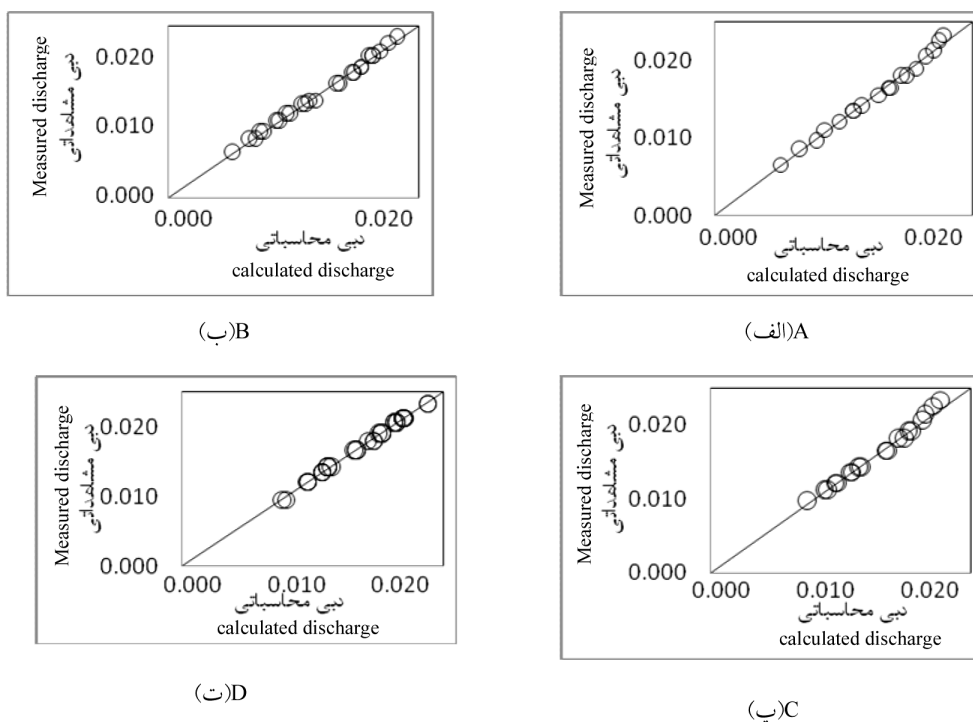 Measured discharge
دبی مشاهداتی
0.020
0.010
0.000
0.000 0.020
دبی محاسباتی
calculated discharge
B(ب)
Measured discharge
دبی مشاهداتی
0.020
0.010
0.000
0.000 0.020
دبی محاسباتی
calculated discharge
A(الف)
Measured discharge
دبی مشاهداتی
0.020
0.010
0.000
0.000 0.010 0.020
دبی محاسباتی
calculated discharge
D(ت)
Measured discharge
دبی مشاهداتی
0.020
0.010
0.000
0.000 0.010 0.020
دبی محاسباتی
calculated discharge
C(پ)